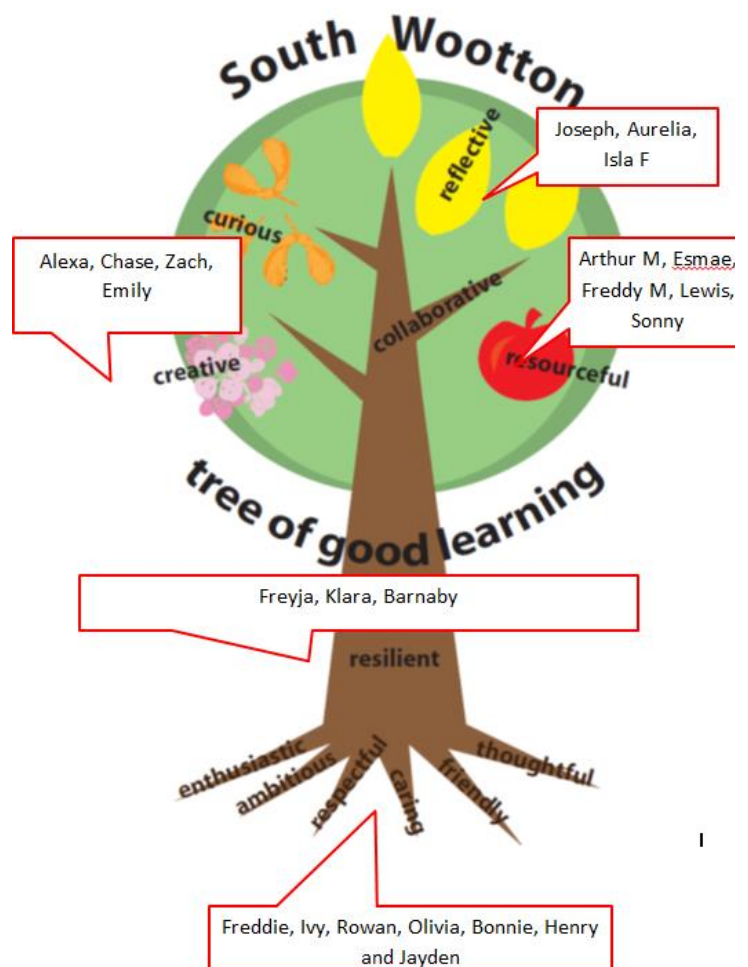 South Wootton
reflective
Joseph, Aurelia,
Isla F
curious
Alexa, Chase, Zach,
Emily
Arthur M, Esmae,
Freddy M, Lewis,
Sonny
collaborative
creative
resourceful
tree of good learning
Freyja, Klara, Barnaby
resilient
enthusiastic
ambitious
respectful
caring
friendly
thoughtful
I
Freddie, Ivy, Rowan, Olivia, Bonnie, Henry
and Jayden